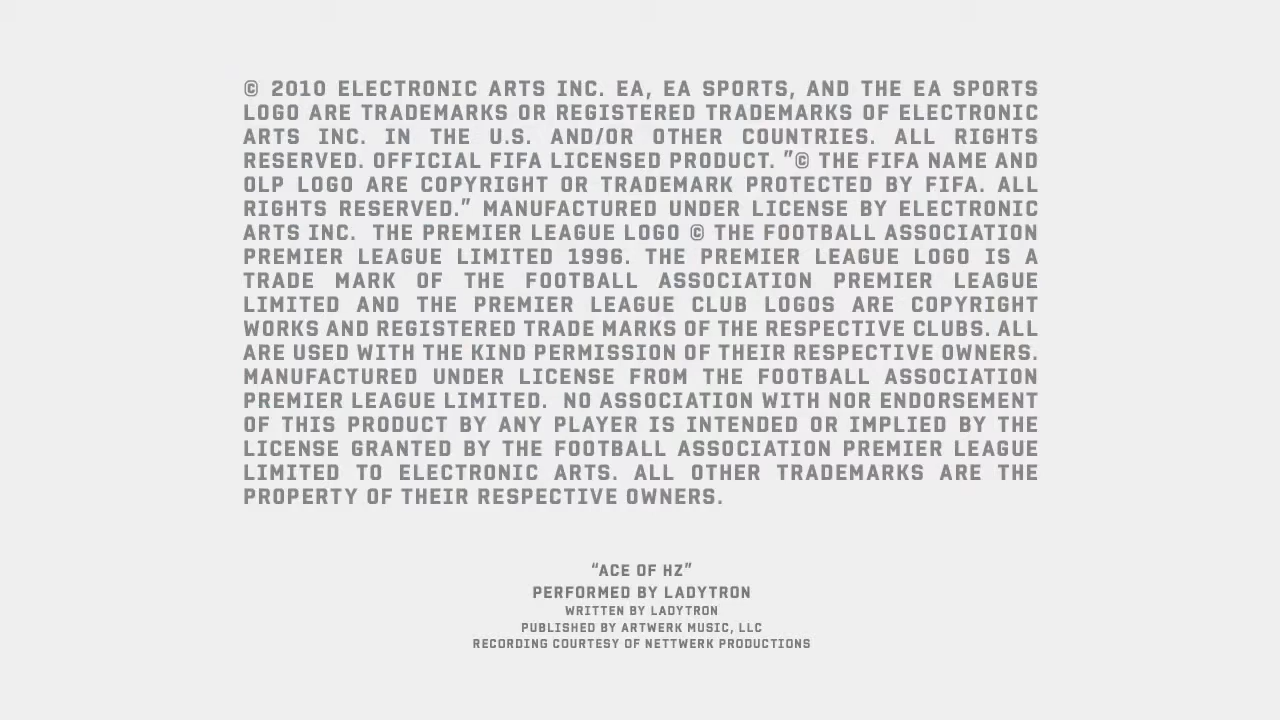 © 2010 ELECTRONIC ARTS INC. EA, EA SPORTS, AND THE EA SPORTS
LOGO ARE TRADEMARKS OR REGISTERED TRADEMARKS OF ELECTRONIC
ARTS INC. IN THE U.S. AND/OR OTHER COUNTRIES. ALL RIGHTS
RESERVED. OFFICIAL FIFA LICENSED PRODUCT. "© THE FIFA NAME AND
OLP LOGO ARE COPYRIGHT OR TRADEMARK PROTECTED BY FIFA. ALL
RIGHTS RESERVED.” MANUFACTURED UNDER LICENSE BY ELECTRONIC
ARTS INC. THE PREMIER LEAGUE LOGO © THE FOOTBALL ASSOCIATION
PREMIER LEAGUE LIMITED 1996. THE PREMIER LEAGUE LOGO IS A
TRADE MARK OF THE FOOTBALL ASSOCIATION PREMIER LEAGUE
LIMITED AND THE PREMIER LEAGUE CLUB LOGOS ARE COPYRIGHT
WORKS AND REGISTERED TRADE MARKS OF THE RESPECTIVE CLUBS. ALL
ARE USED WITH THE KIND PERMISSION OF THEIR RESPECTIVE OWNERS.
MANUFACTURED UNDER LICENSE FROM THE FOOTBALL ASSOCIATION
PREMIER LEAGUE LIMITED. NO ASSOCIATION WITH NOR ENDORSEMENT
OF THIS PRODUCT BY ANY PLAYER IS INTENDED OR IMPLIED BY THE
LICENSE GRANTED BY THE FOOTBALL ASSOCIATION PREMIER LEAGUE
LIMITED TO ELECTRONIC ARTS. ALL OTHER TRADEMARKS ARE THE
PROPERTY OF THEIR RESPECTIVE OWNERS.
“ACE OF HZ”
PERFORMED BY LADYTRON
WRITTEN BY LADYTRON
PUBLISHED BY ARTWERK MUSIC, LLC
RECORDING COURTESY OF NETTWERK PRODUCTIONS